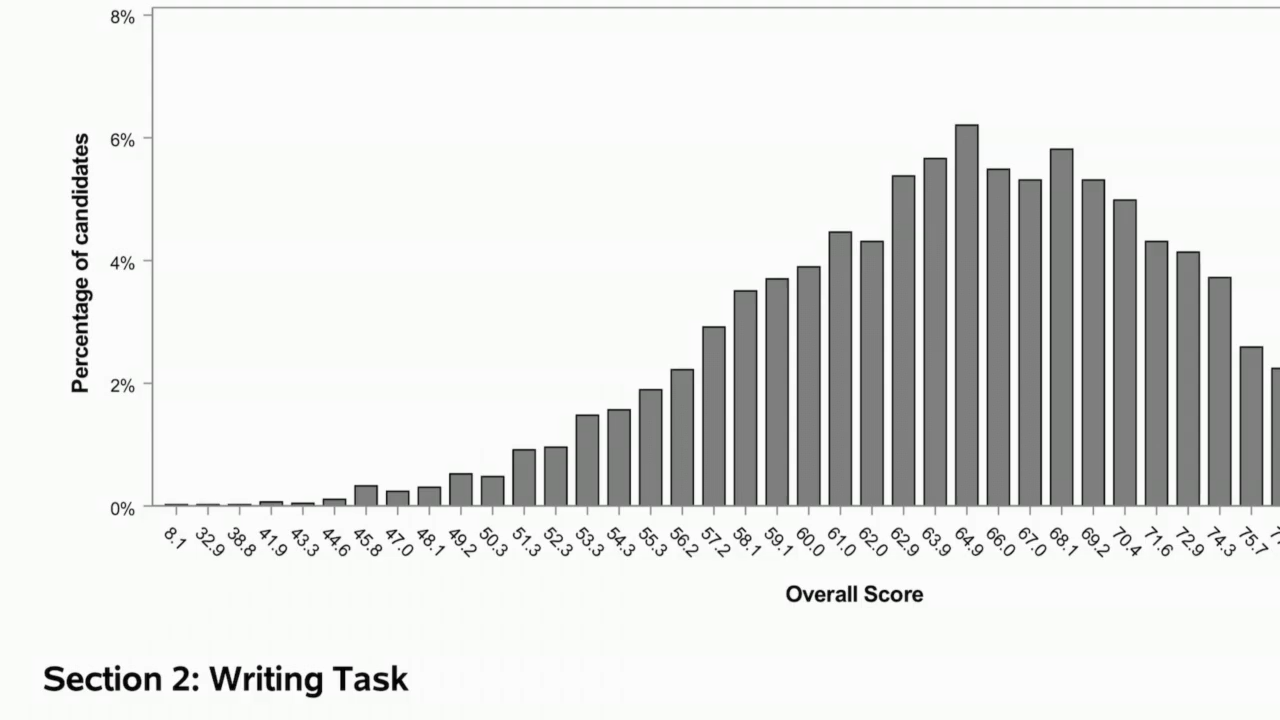 8%
6%
4%
2%
0%
Percentage of candidates
8.1 32.9 38.8 41.9 43.3 44.6 45.8 47.0 48.1 49.2 50.3 51.3 52.3 53.3 54.3 55.3 56.2 57.2 58.1 59.1 60.0 61.0 62.0 62.9 63.9 64.9 66.0 67.0 68.1 69.2 70.4 71.6 72.9 74.3 75.7
Overall Score
Section 2: Writing Task